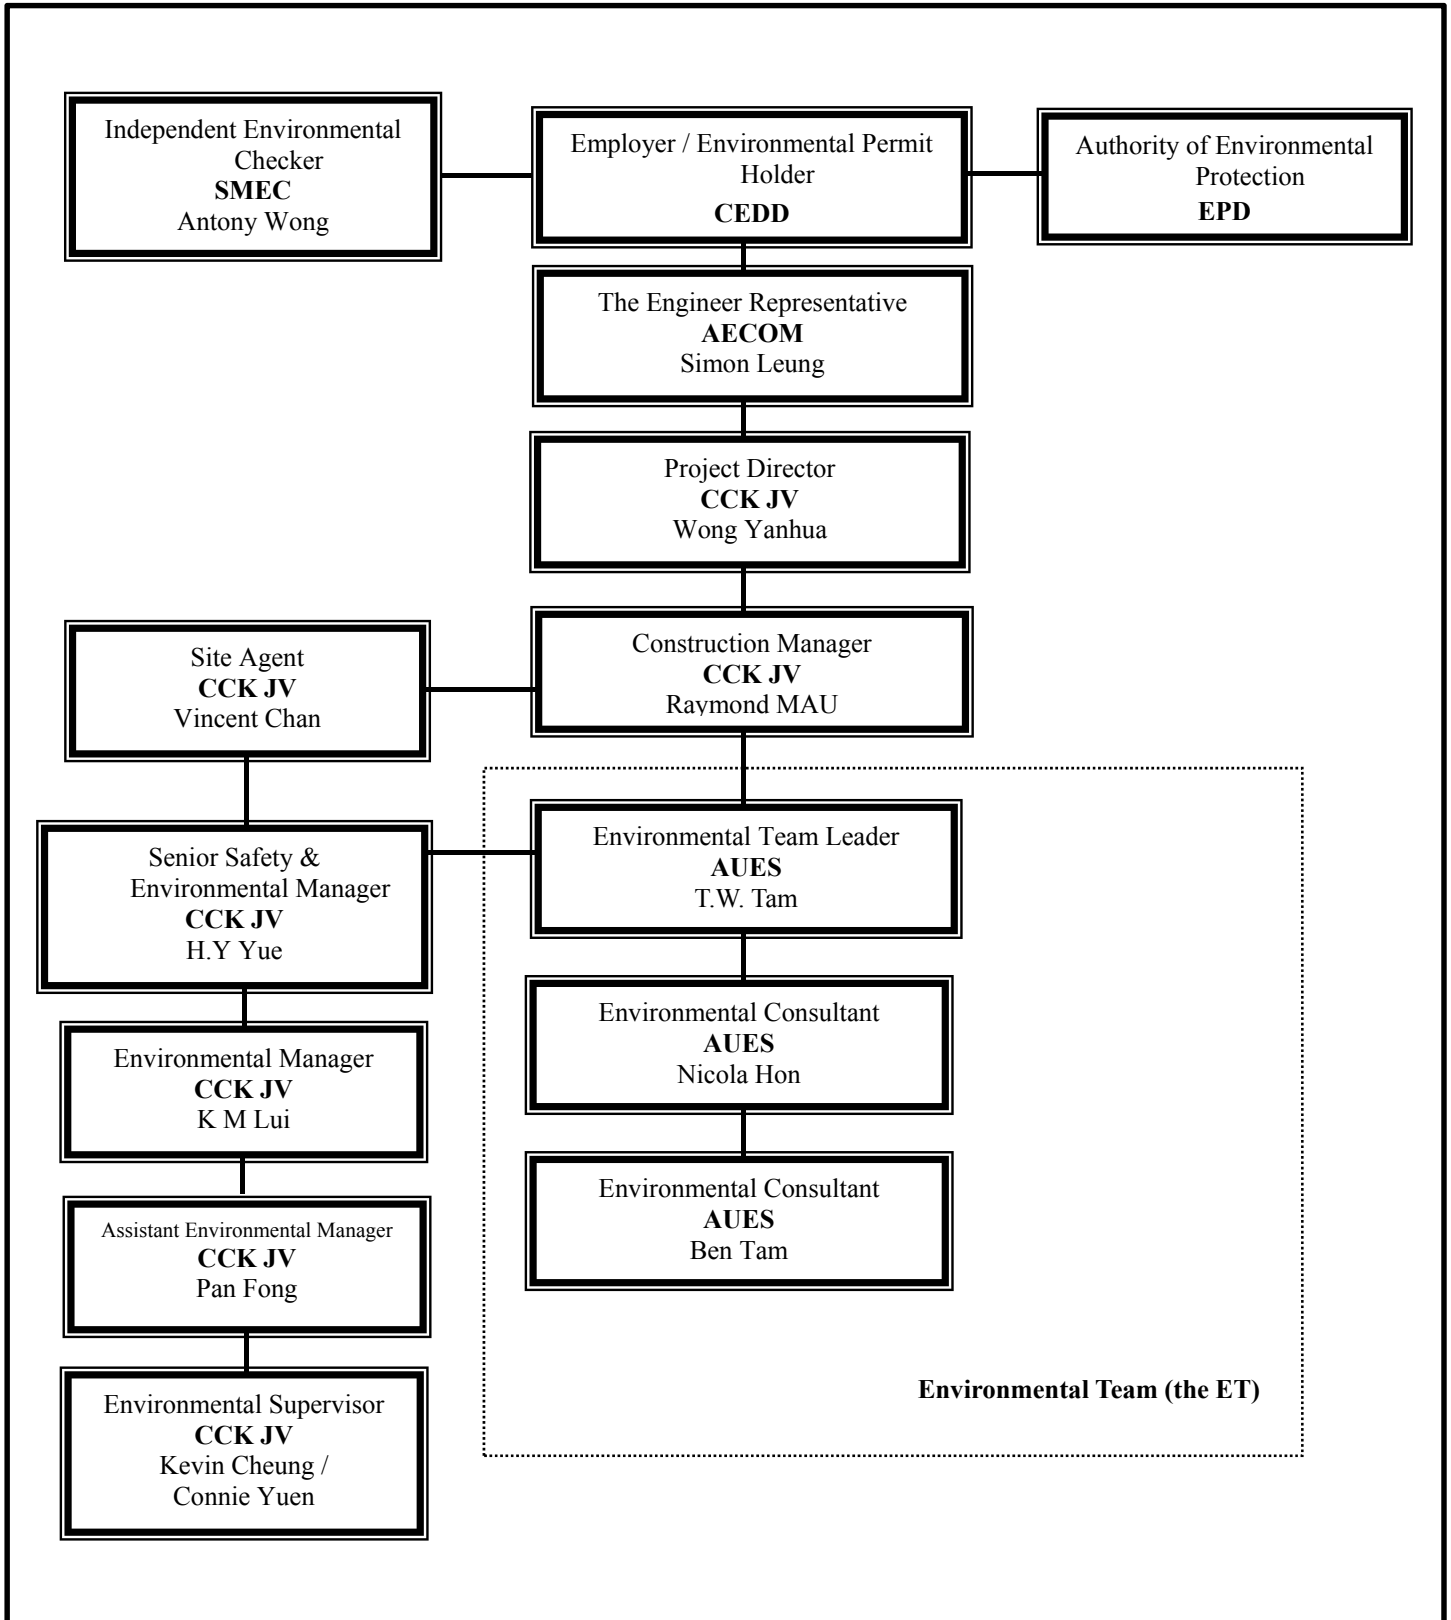 Independent Environmental
Checker
SMEC
Antony Wong
Employer / Environmental Permit
Holder
CEDD
Authority of Environmental
Protection
EPD
The Engineer Representative
AECOM
Simon Leung
Project Director
CCK JV
Wong Yanhua
Construction Manager
CCK JV
Raymond MAU
Site Agent
CCK JV
Vincent Chan
Senior Safety &
Environmental Manager
CCK JV
H.Y Yue
Environmental Team Leader
AUES
T.W. Tam
Environmental Consultant
AUES
Nicola Hon
Environmental Manager
CCK JV
K M Lui
Environmental Consultant
AUES
Ben Tam
Assistant Environmental Manager
CCK JV
Pan Fong
Environmental Supervisor
CCK JV
Kevin Cheung /
Connie Yuen
Environmental Team (the ET)